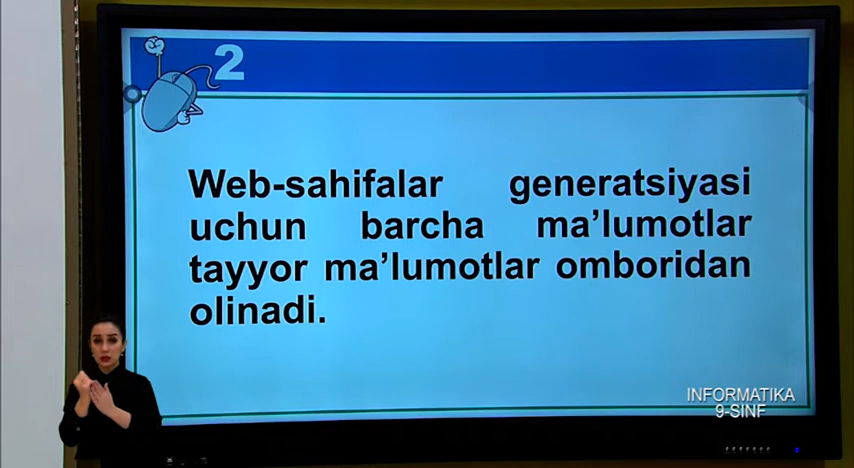 2
Web-sahifalar generatsiyasi
uchun barcha ma’lumotlar
tayyor ma’lumotlar omboridan
olinadi.
INFORMATIKA
9-SINF